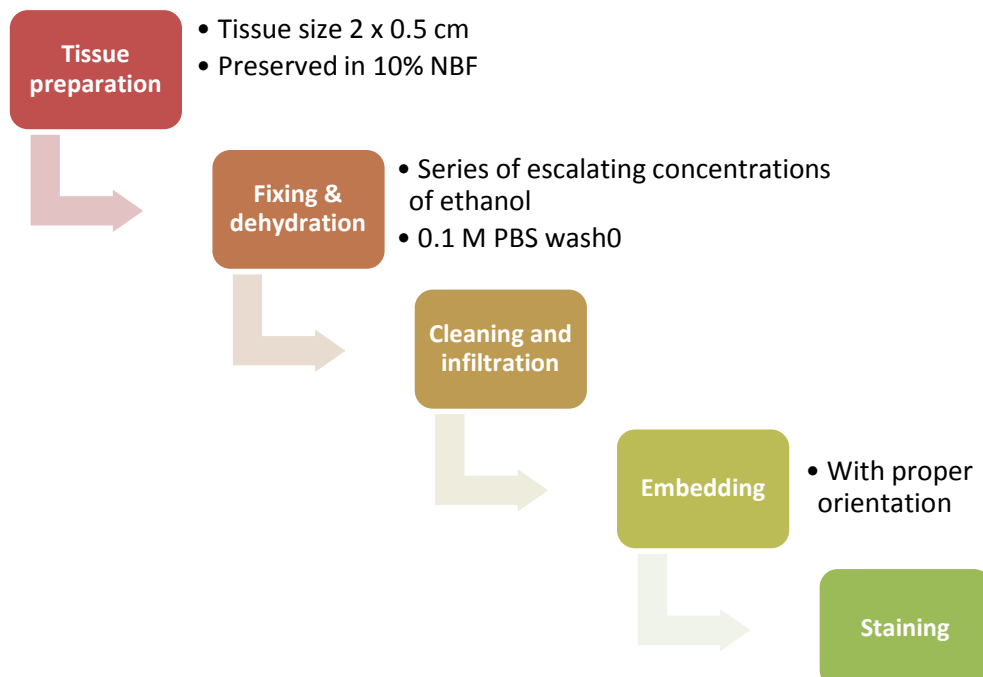 Tissue
preparation
• Tissue size 2 x 0.5 cm
• Preserved in 10% NBF
Fixing &
dehydration
• Series of escalating concentrations
of ethanol
• 0.1 M PBS wash0
Cleaning and
infiltration
Embedding
• With proper
orientation
Staining